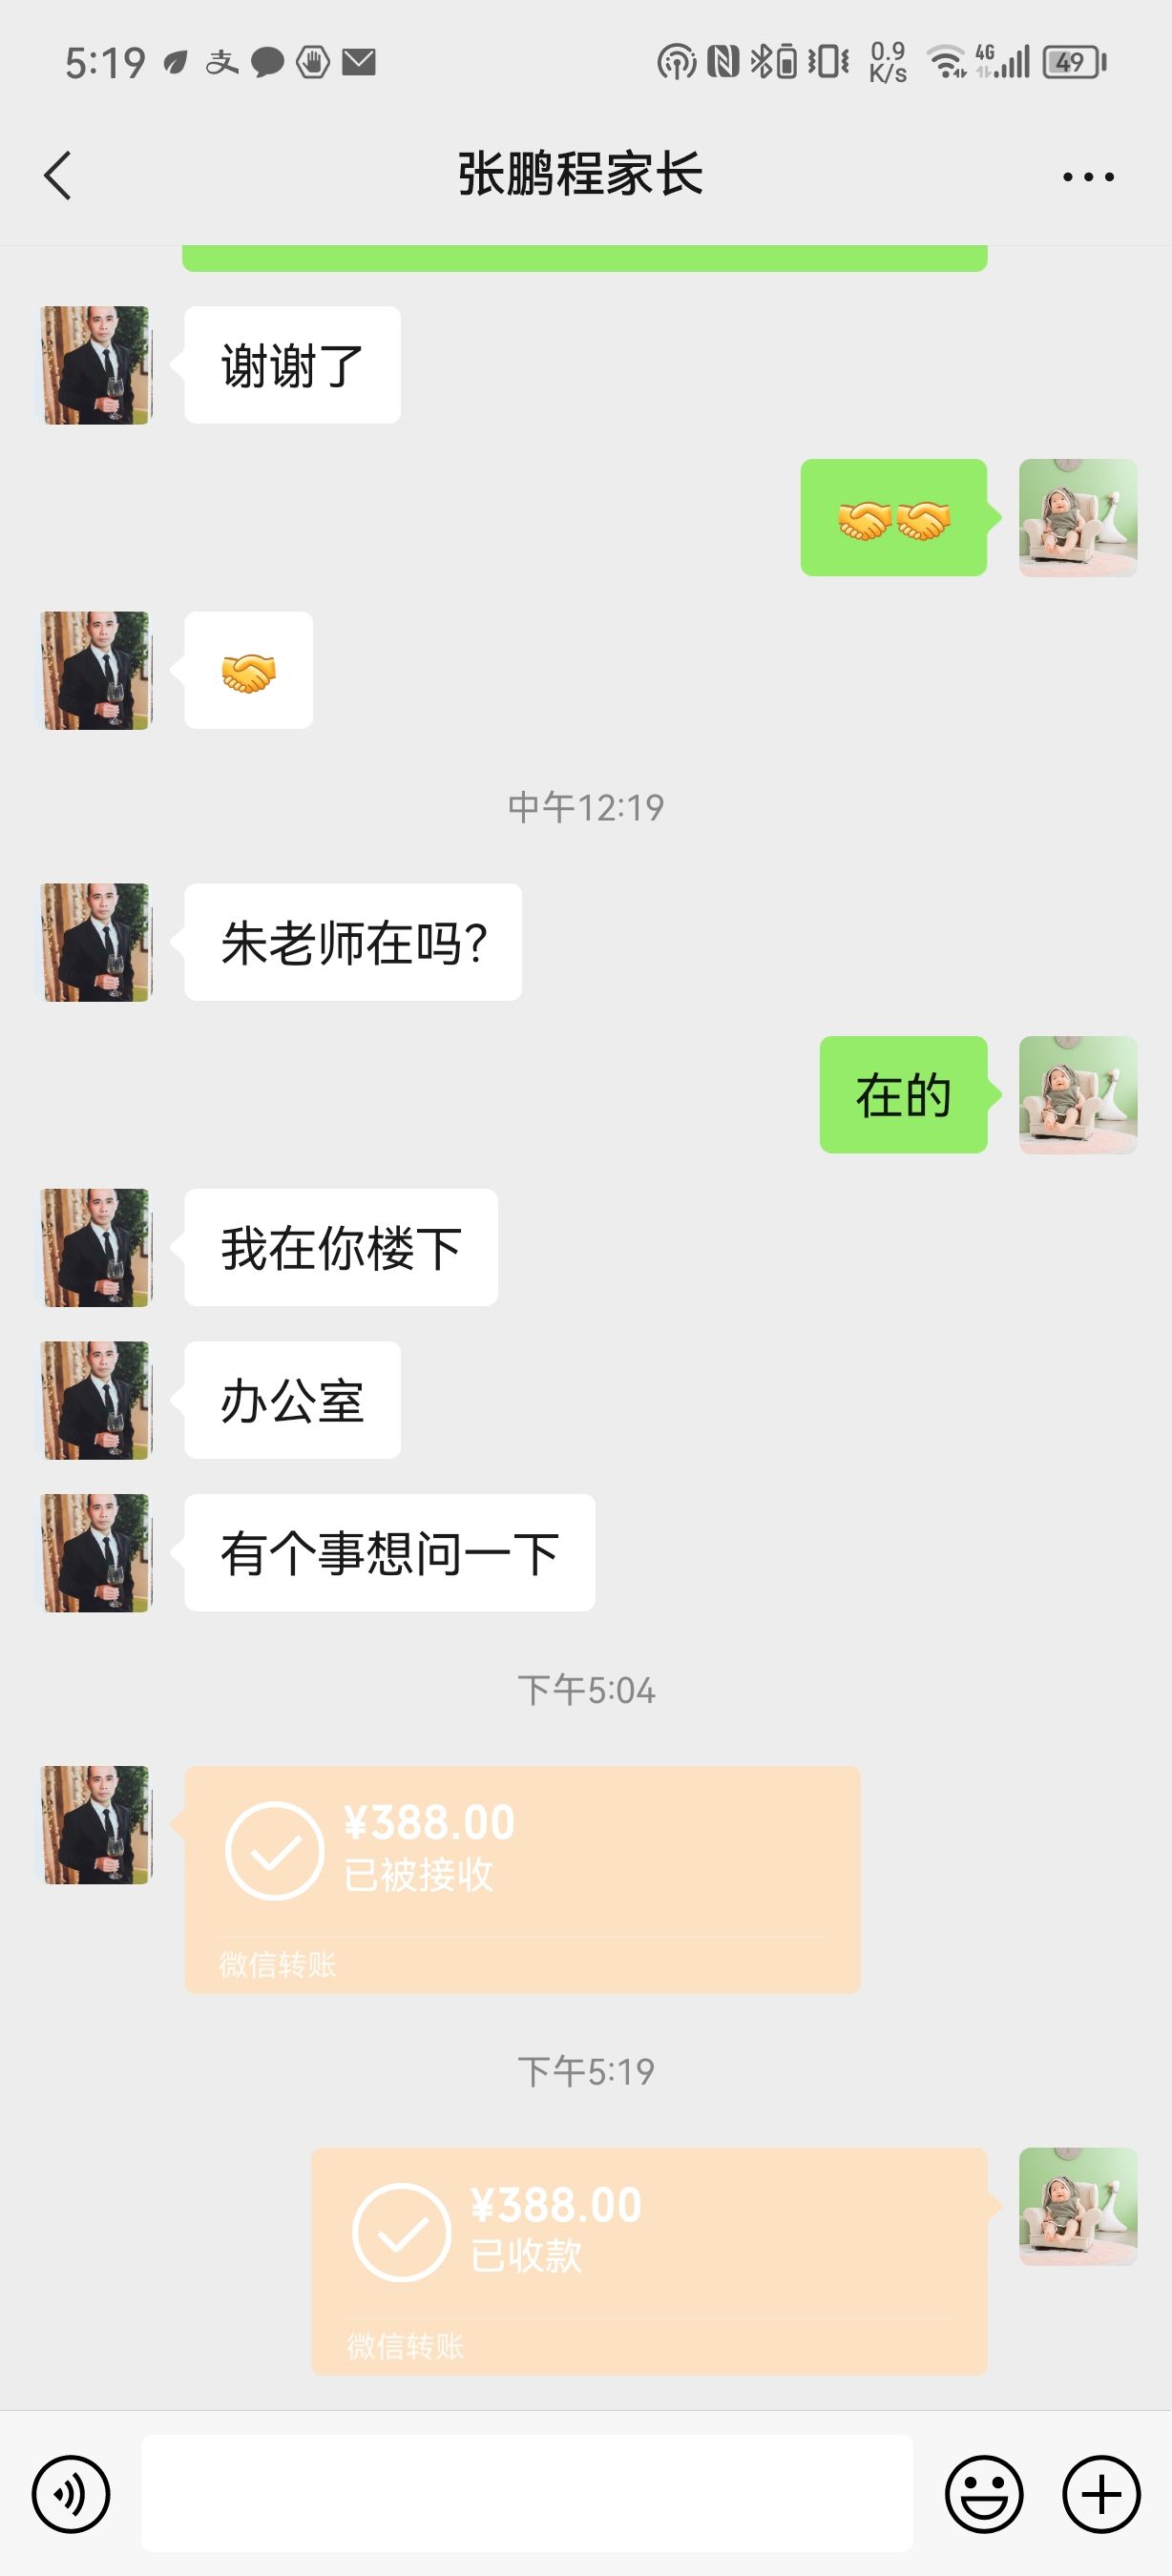 5:19
0.9
K/s
4G
49
张鹏程家长
谢谢了
🤝🤝
🤝
中午12:19
朱老师在吗?
在的
我在你楼下
办公室
有个事想问一下
下午5:04
¥388.00
已被接收
微信转账
下午5:19
¥388.00
已收款
微信转账